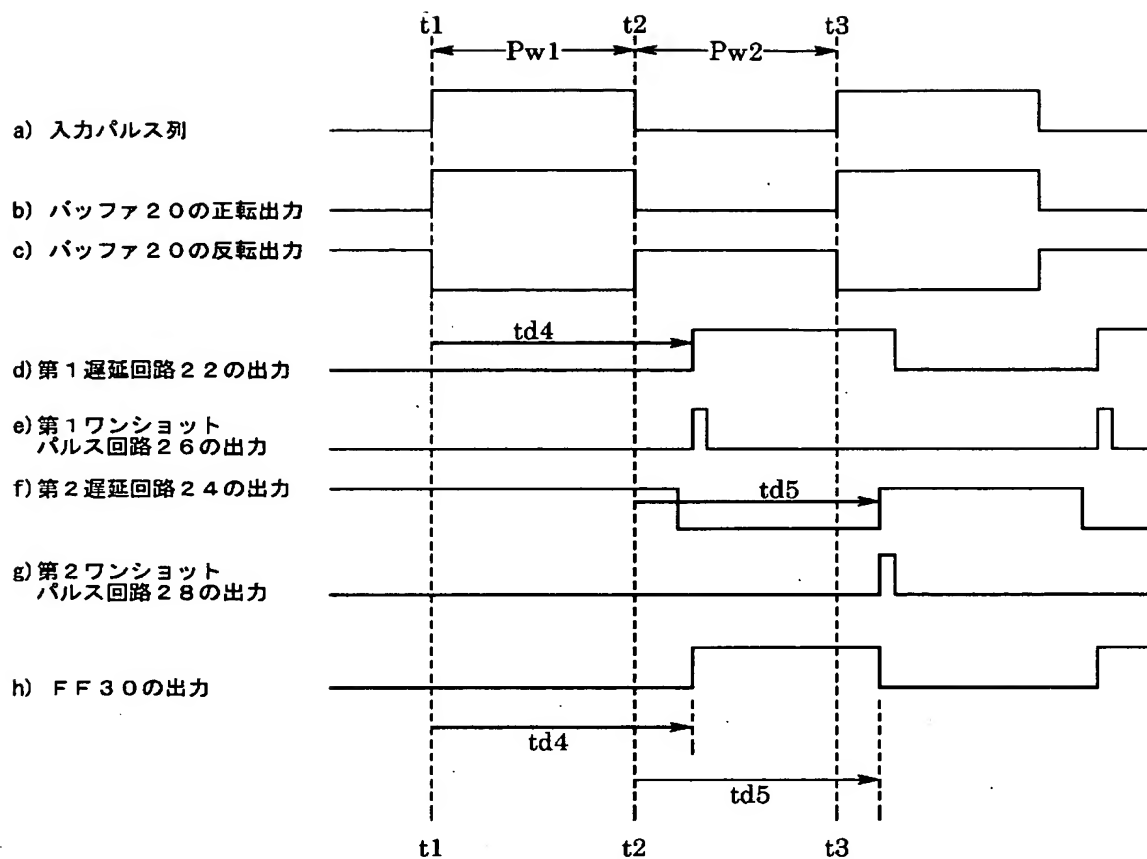 t1 t2 t3
Pw1 Pw2
a) 入力パルス列
b) バッファ20の正転出力
c) バッファ20の反転出力
td4
d)第1遅延回路22の出力
e)第1ワンショット
パルス回路26の出力
f)第2遅延回路24の出力
td5
g)第2ワンショット
パルス回路28の出力
h) FF30の出力
td4
td5
t1 t2 t3